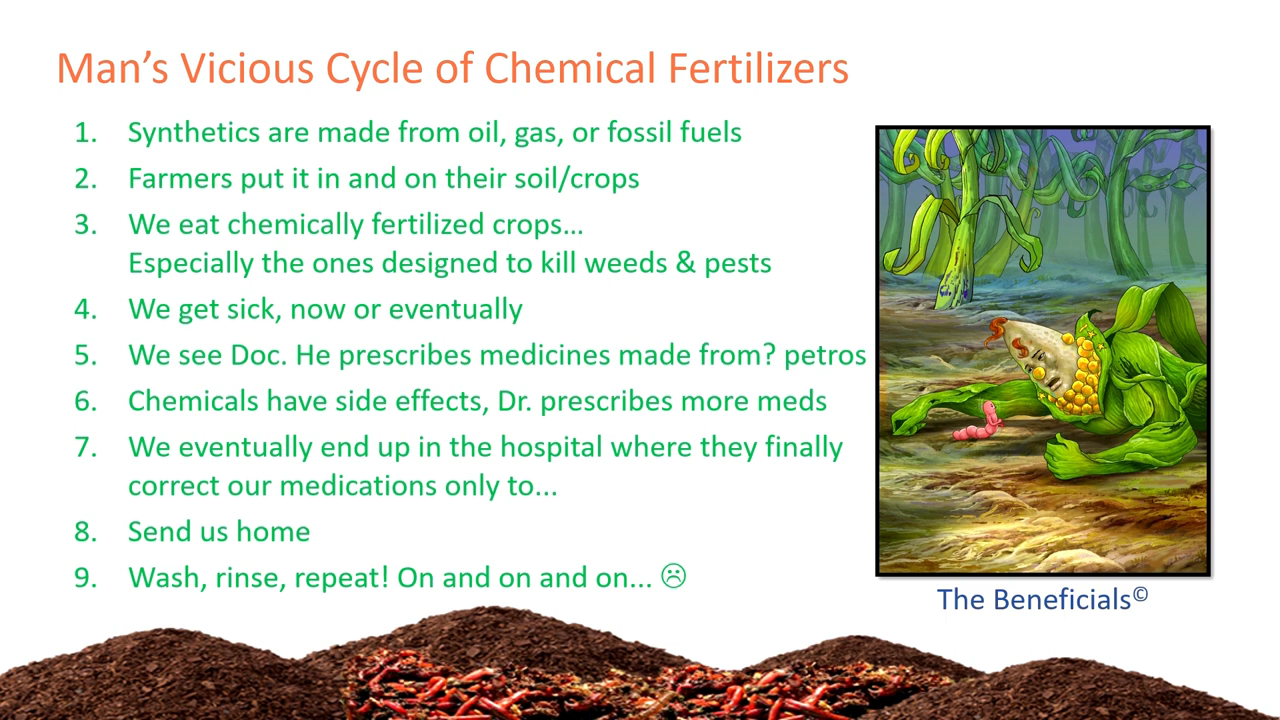 Man’s Vicious Cycle of Chemical Fertilizers
1. Synthetics are made from oil, gas, or fossil fuels
2. Farmers put it in and on their soil/crops
3. We eat chemically fertilized crops…
Especially the ones designed to kill weeds & pests
4. We get sick, now or eventually
5. We see Doc. He prescribes medicines made from? petros
6. Chemicals have side effects, Dr. prescribes more meds
7. We eventually end up in the hospital where they finally
correct our medications only to...
8. Send us home
9. Wash, rinse, repeat! On and on and on... ☹
The Beneficials©